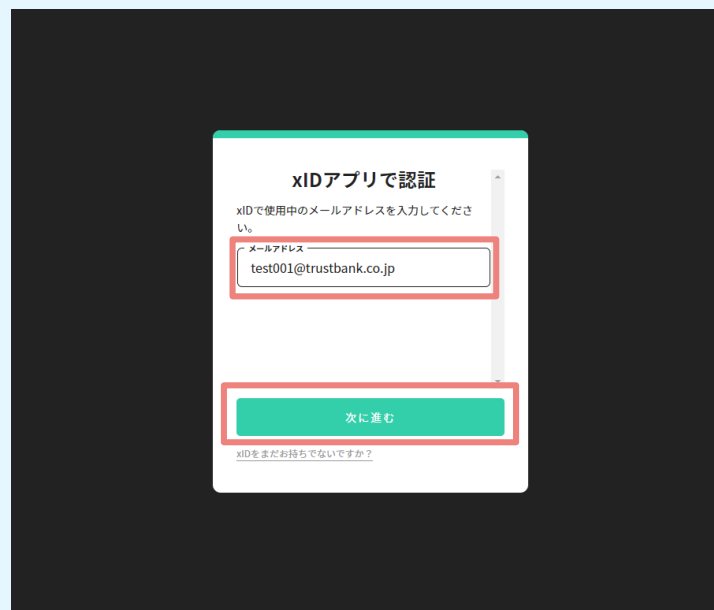 xIDアプリで認証
xIDで使用中のメールアドレスを入力してくださ
い。
メールアドレス
test001@trustbank.co.jp
次に進む
xIDをまだお持ちでないですか？